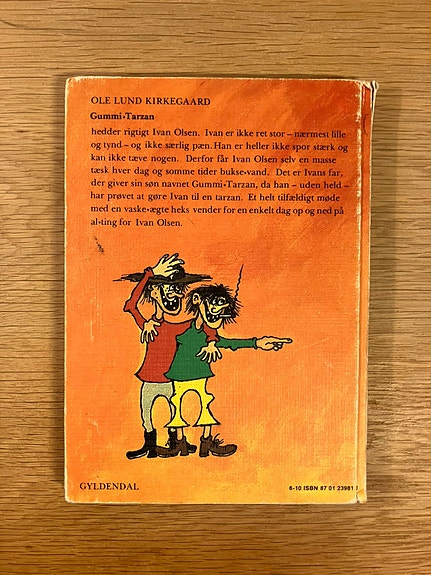 OLE LUND KIRKEGAARD
Gummi•Tarzan
hedder rigtigt Ivan Olsen. Ivan er ikke ret stor – nærmest lille
og tynd – og ikke særlig pæn. Han er heller ikke spor stærk og
kan ikke tæve nogen. Derfor får Ivan Olsen selv en masse
tæsk hver dag og somme tider bukse•vand. Det er Ivans far,
der giver sin søn navnet Gummi•Tarzan, da han – uden held –
har prøvet at gøre Ivan til en tarzan. Et helt tilfældigt møde
med en vaske•ægte heks vender for en enkelt dag op og ned på
al•ting for Ivan Olsen.
GYLDENDAL
6-10 ISBN 87 01 23981